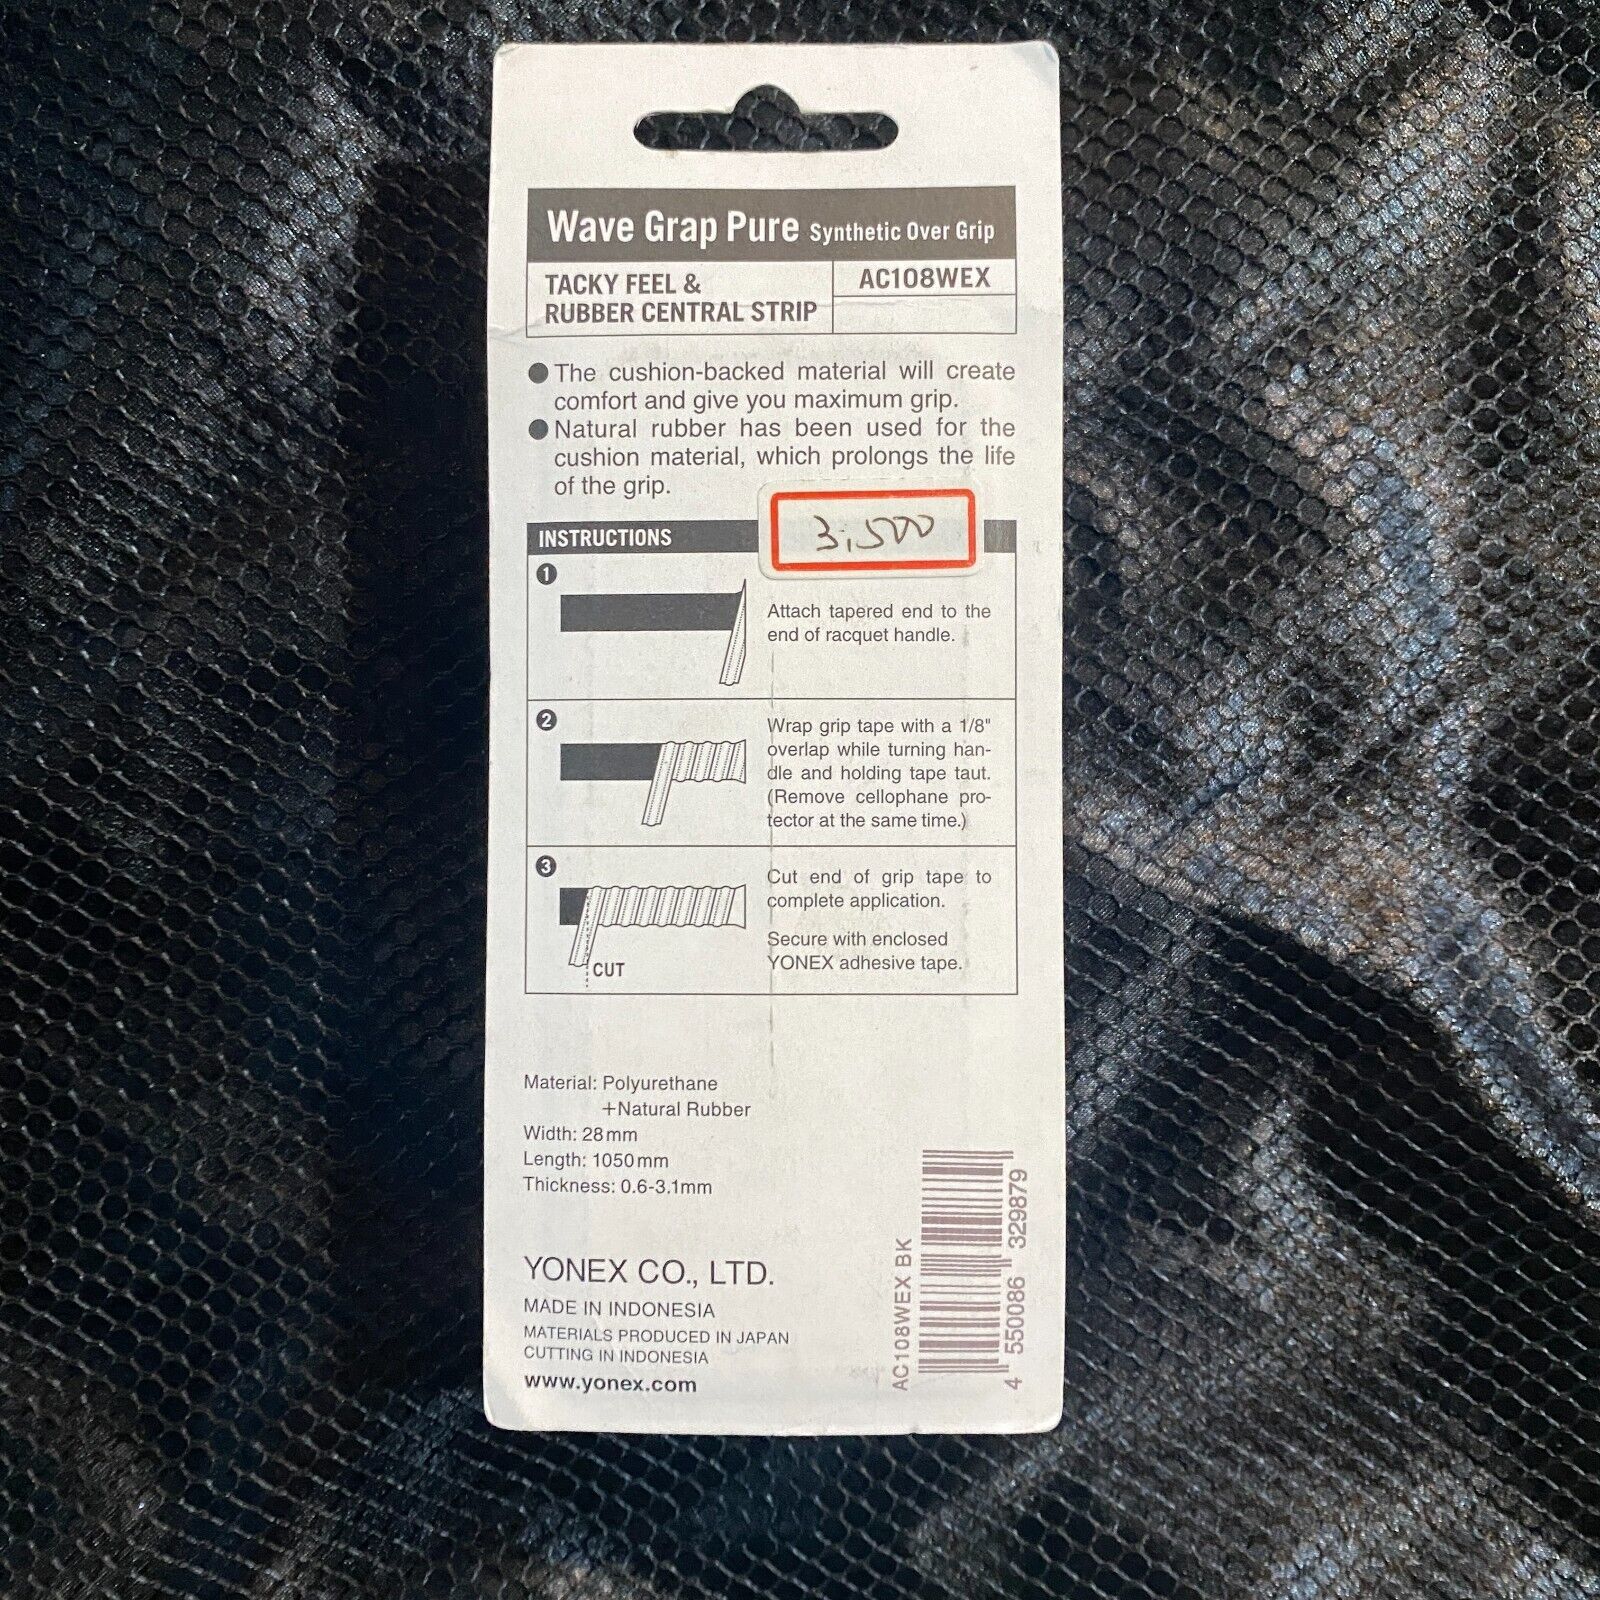 Wave Grap Pure Synthetic Over Grip
TACKY FEEL &
RUBBER CENTRAL STRIP
AC108WEX
● The cushion-backed material will create
comfort and give you maximum grip.
● Natural rubber has been used for the
cushion material, which prolongs the life
of the grip.
3,500
INSTRUCTIONS
1
Attach tapered end to the
end of racquet handle.
2
Wrap grip tape with a 1/8"
overlap while turning han-
dle and holding tape taut.
(Remove cellophane pro-
tector at the same time.)
3
CUT
Cut end of grip tape to
complete application.
Secure with enclosed
YONEX adhesive tape.
Material: Polyurethane
+Natural Rubber
Width: 28mm
Length: 1050mm
Thickness: 0.6-3.1mm
YONEX CO., LTD.
MADE IN INDONESIA
MATERIALS PRODUCED IN JAPAN
CUTTING IN INDONESIA
www.yonex.com
AC108WEX BK
4 550086 329879